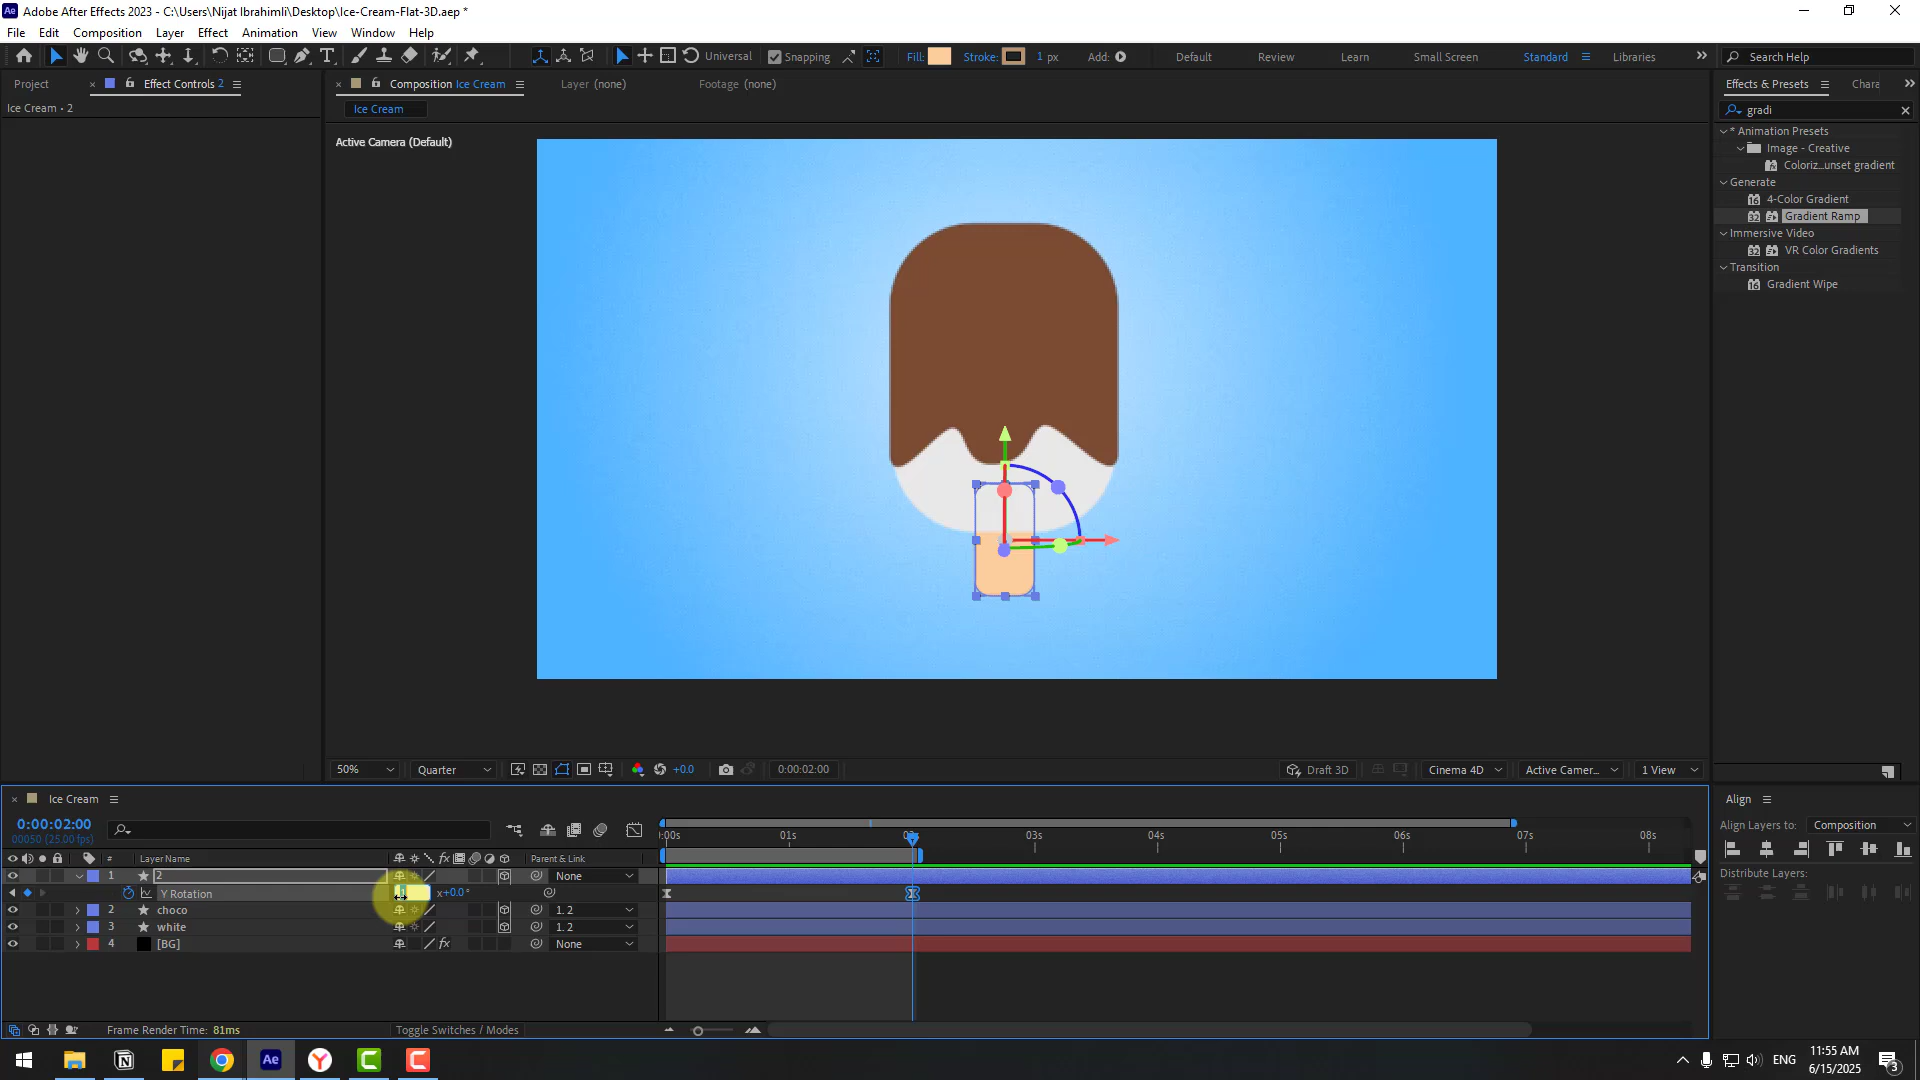 Adobe After Effects 2023 - C:\Users\Nijat Ibrahimli\Desktop\Ice-Cream-Flat-3D.aep *
File Edit Composition Layer Effect Animation View Window Help
Universal Snapping Fill: Stroke: 1 px Add: Default Review Learn Small Screen Standard Libraries Search Help
Project Effect Controls 2 Composition Ice Cream Layer (none) Footage (none) Effects & Presets Chara
Ice Cream • 2
Ice Cream
gradi
Active Camera (Default)
* Animation Presets
Image - Creative
Coloriz...unset gradient
Generate
4-Color Gradient
Gradient Ramp
Immersive Video
VR Color Gradients
Transition
Gradient Wipe
50% Quarter +0.0 0:00:02:00 Draft 3D Cinema 4D Active Camer... 1 View
Ice Cream
Align
0:00:02:00
00050 (25.00 fps)
Align Layers to: Composition
:00s 01s 03s 04s 05s 06s 07s 08s
# Layer Name Parent & Link
1 2 None
Distribute Layers:
Y Rotation x+0.0°
2 choco 1. 2
3 white 1. 2
4 [BG] None
Frame Render Time: 81ms Toggle Switches / Modes
Ae
ENG
11:55 AM
6/15/2025
3